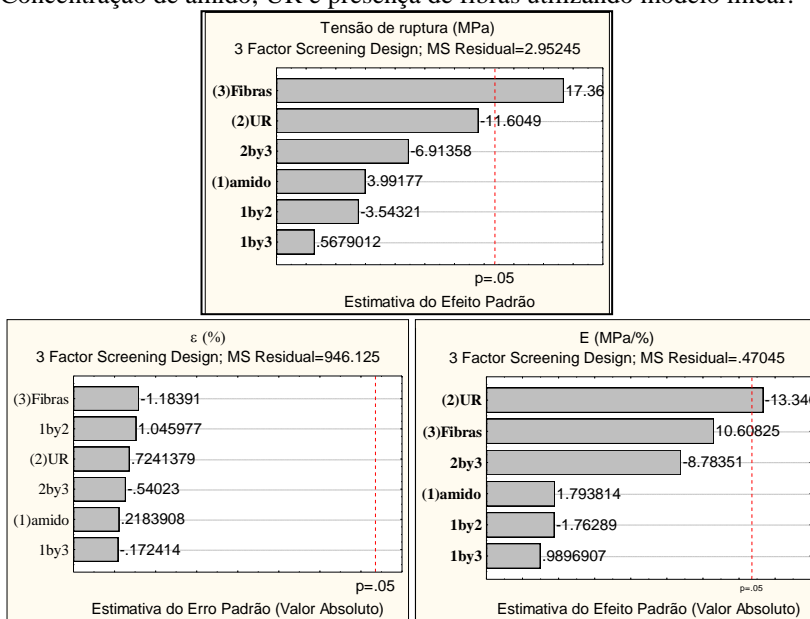 Concentração de amido, UR e presença de fibras utilizando modelo linear.
Tensão de ruptura (MPa)
3 Factor Screening Design; MS Residual=2.95245
(3)Fibras 17.36
(2)UR -11.6049
2by3 -6.91358
(1)amido 3.99177
1by2 -3.54321
1by3 .5679012
p=.05
Estimativa do Efeito Padrão
ε (%)
3 Factor Screening Design; MS Residual=946.125
(3)Fibras -1.18391
1by2 1.045977
(2)UR .7241379
2by3 -.54023
(1)amido .2183908
1by3 -.172414
p=.05
Estimativa do Erro Padrão (Valor Absoluto)
E (MPa/%)
3 Factor Screening Design; MS Residual=.47045
(2)UR -13.346
(3)Fibras 10.60825
2by3 -8.78351
(1)amido 1.793814
1by2 -1.76289
1by3 .9896907
p=.05
Estimativa do Efeito Padrão (Valor Absoluto)